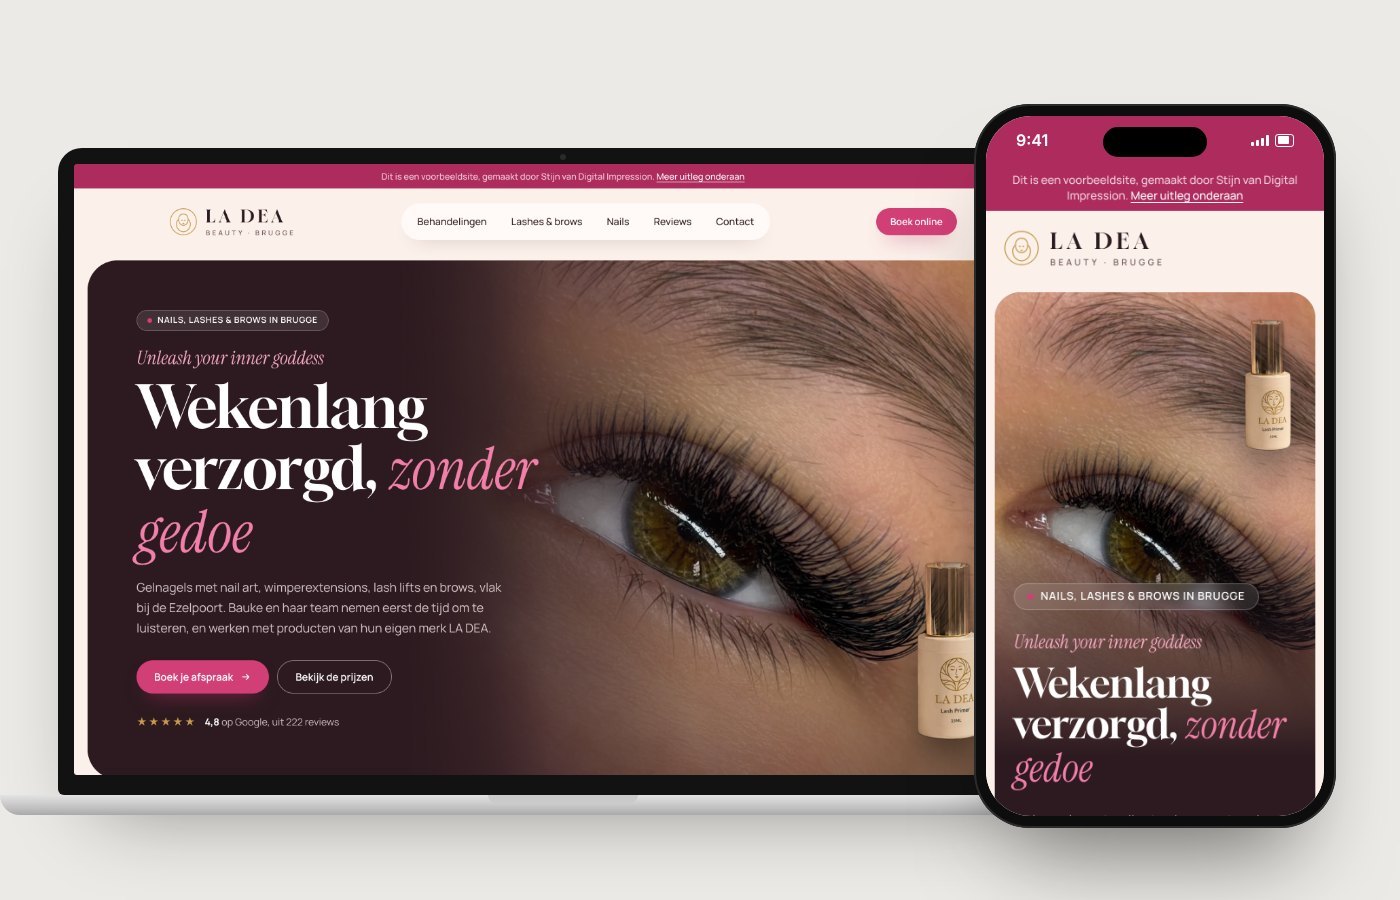 Dit is een voorbeeldsite, gemaakt door Stijn van Digital Impression. Meer uitleg onderaan
LA DEA
BEAUTY · BRUGGE
Behandelingen
Lashes & brows
Nails
Reviews
Contact
Boek online
NAILS, LASHES & BROWS IN BRUGGE
Unleash your inner goddess
Wekenlang
verzorgd, zonder
gedoe
Gelnagels met nail art, wimperextensions, lash lifts en brows, vlak
bij de Ezelpoort. Bauke en haar team nemen eerst de tijd om te
luisteren, en werken met producten van hun eigen merk LA DEA.
Boek je afspraak →
Bekijk de prijzen
★★★★★ 4,8 op Google, uit 222 reviews
LA DEA
Lash Primer
15ML
9:41
Dit is een voorbeeldsite, gemaakt door Stijn van Digital
Impression. Meer uitleg onderaan
LA DEA
BEAUTY · BRUGGE
LA DEA
Lash Primer
15ML
NAILS, LASHES & BROWS IN BRUGGE
Unleash your inner goddess
Wekenlang
verzorgd, zonder
gedoe